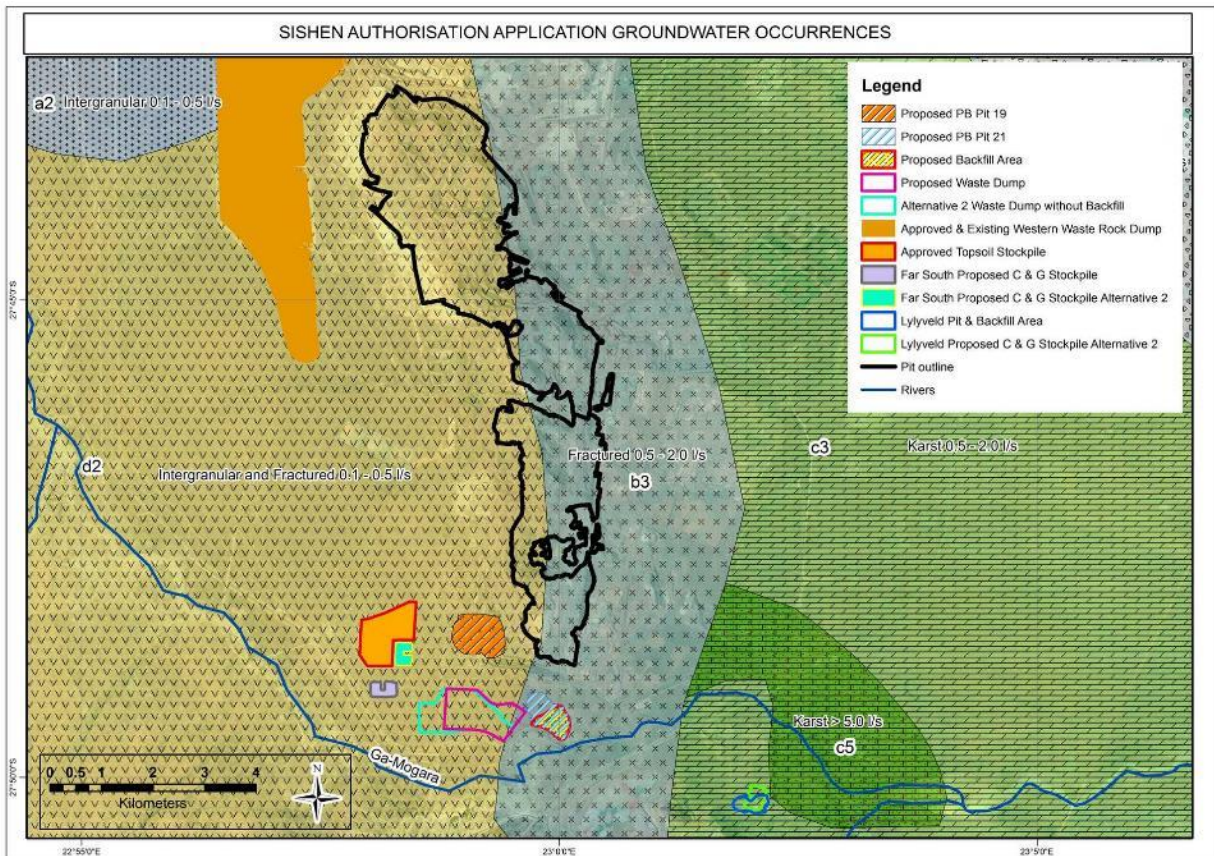 SISHEN AUTHORISATION APPLICATION GROUNDWATER OCCURRENCES
a2 Intergranular 0.1 - 0.5 l/s
Legend
Proposed PB Pit 19
Proposed PB Pit 21
Proposed Backfill Area
Proposed Waste Dump
Alternative 2 Waste Dump without Backfill
Approved & Existing Western Waste Rock Dump
Approved Topsoil Stockpile
Far South Proposed C & G Stockpile
Far South Proposed C & G Stockpile Alternative 2
Lylyveld Pit & Backfill Area
Lylyveld Proposed C & G Stockpile Alternative 2
Pit outline
Rivers
27°45'0"S
c3
Karst 0,5 - 2.0 l/s
Fractured 0.5 - 2.0 l/s
b3
d2
Intergranular and Fractured 0.1 - 0.5 l/s
Karst > 5.0 l/s
c5
Ga-Mogara
27°50'0"S
0 0.5 1 2 3 4
Kilometers
N
22°55'0"E
23°0'0"E
23°5'0"E